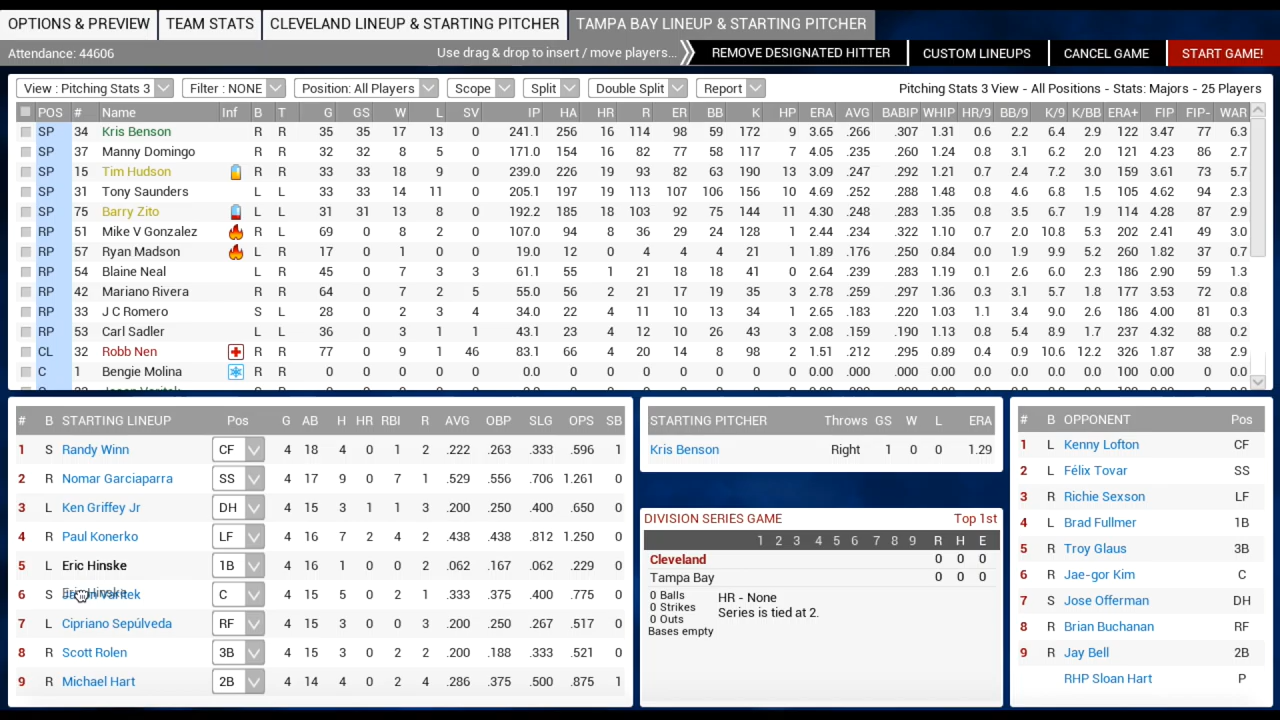 OPTIONS & PREVIEW TEAM STATS CLEVELAND LINEUP & STARTING PITCHER TAMPA BAY LINEUP & STARTING PITCHER
Attendance: 44606 Use drag & drop to insert / move players... REMOVE DESIGNATED HITTER CUSTOM LINEUPS CANCEL GAME START GAME!
View : Pitching Stats 3 Filter : NONE Position: All Players Scope Split Double Split Report Pitching Stats 3 View - All Positions - Stats: Majors - 25 Players
POS # Name Inf B T G GS W L SV IP HA HR R ER BB K HP ERA AVG BABIP WHIP HR/9 BB/9 K/9 K/BB ERA+ FIP FIP- WAR
SP 34 Kris Benson R R 35 35 17 13 0 241.1 256 16 114 98 59 172 9 3.65 .266 .307 1.31 0.6 2.2 6.4 2.9 122 3.47 77 6.3
SP 37 Manny Domingo R R 32 32 8 5 0 171.0 154 16 82 77 58 117 7 4.05 .235 .260 1.24 0.8 3.1 6.2 2.0 121 4.23 86 2.7
SP 15 Tim Hudson R R 33 33 18 9 0 239.0 226 19 93 82 63 190 13 3.09 .247 .292 1.21 0.7 2.4 7.2 3.0 159 3.61 73 5.7
SP 31 Tony Saunders L L 33 33 14 11 0 205.1 197 19 113 107 106 156 10 4.69 .252 .288 1.48 0.8 4.6 6.8 1.5 105 4.62 94 2.3
SP 75 Barry Zito L L 31 31 13 8 0 192.2 185 18 103 92 75 144 11 4.30 .248 .283 1.35 0.8 3.5 6.7 1.9 114 4.28 87 2.9
RP 51 Mike V Gonzalez R L 69 0 8 2 0 107.0 94 8 36 29 24 128 1 2.44 .234 .322 1.10 0.7 2.0 10.8 5.3 202 2.41 49 3.0
RP 57 Ryan Madson L R 17 0 1 0 0 19.0 12 0 4 4 4 21 1 1.89 .176 .250 0.84 0.0 1.9 9.9 5.2 260 1.82 37 0.7
RP 54 Blaine Neal L R 45 0 7 3 3 61.1 55 1 21 18 18 41 0 2.64 .239 .283 1.19 0.1 2.6 6.0 2.3 186 2.90 59 1.3
RP 42 Mariano Rivera R R 64 0 7 2 5 55.0 56 2 21 17 19 35 3 2.78 .259 .297 1.36 0.3 3.1 5.7 1.8 177 3.53 72 0.8
RP 33 J C Romero S L 28 0 2 3 4 34.0 22 4 11 10 13 34 1 2.65 .183 .220 1.03 1.1 3.4 9.0 2.6 186 4.00 81 0.3
RP 53 Carl Sadler L L 36 0 3 1 1 43.1 23 4 12 10 26 43 3 2.08 .159 .190 1.13 0.8 5.4 8.9 1.7 237 4.32 88 0.2
CL 32 Robb Nen R R 77 0 9 1 46 83.1 66 4 20 14 8 98 2 1.51 .212 .295 0.89 0.4 0.9 10.6 12.2 326 1.87 38 2.9
C 1 Bengie Molina R R 0 0 0 0 0 0.0 0 0 0 0 0 0 0 0.00 .000 .000 0.00 0.0 0.0 0.0 0.0 100 0.00 0 0.0
# B STARTING LINEUP Pos G AB H HR RBI R AVG OBP SLG OPS SB
1 S Randy Winn CF 4 18 4 0 1 2 .222 .263 .333 .596 1
2 R Nomar Garciaparra SS 4 17 9 0 7 1 .529 .556 .706 1.261 0
3 L Ken Griffey Jr DH 4 15 3 1 1 3 .200 .250 .400 .650 0
4 R Paul Konerko LF 4 16 7 2 4 2 .438 .438 .812 1.250 0
5 L Eric Hinske 1B 4 16 1 0 0 2 .062 .167 .062 .229 0
6 S Jason Varitek C 4 15 5 0 2 1 .333 .375 .400 .775 0
7 L Cipriano Sepúlveda RF 4 15 3 0 0 3 .200 .250 .267 .517 0
8 R Scott Rolen 3B 4 15 3 0 2 2 .200 .188 .333 .521 0
9 R Michael Hart 2B 4 14 4 0 2 4 .286 .375 .500 .875 1
STARTING PITCHER Throws GS W L ERA
Kris Benson Right 1 0 0 1.29
DIVISION SERIES GAME Top 1st
1 2 3 4 5 6 7 8 9 R H E
Cleveland 0 0 0
Tampa Bay 0 0 0
0 Balls
0 Strikes
0 Outs
Bases empty
HR - None
Series is tied at 2.
# B OPPONENT Pos
1 L Kenny Lofton CF
2 L Félix Tovar SS
3 R Richie Sexson LF
4 L Brad Fullmer 1B
5 R Troy Glaus 3B
6 R Jae-gor Kim C
7 S Jose Offerman DH
8 R Brian Buchanan RF
9 R Jay Bell 2B
RHP Sloan Hart P